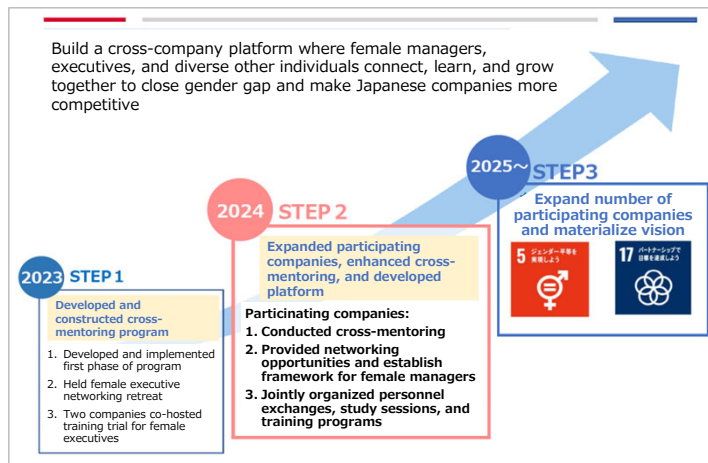 Build a cross-company platform where female managers,
executives, and diverse other individuals connect, learn, and grow
together to close gender gap and make Japanese companies more
competitive
2023 STEP 1
Developed and
constructed cross-
mentoring program
1. Developed and implemented
first phase of program
2. Held female executive
networking retreat
3. Two companies co-hosted
training trial for female
executives
2024 STEP 2
Expanded participating
companies, enhanced cross-
mentoring, and developed
platform
Particinating companies:
1. Conducted cross-mentoring
2. Provided networking
opportunities and establish
framework for female managers
3. Jointly organized personnel
exchanges, study sessions, and
training programs
2025～ STEP3
Expand number of
participating companies
and materialize vision
5 ジェンダー平等を
実現しよう
17 パートナーシップで
目標を達成しよう